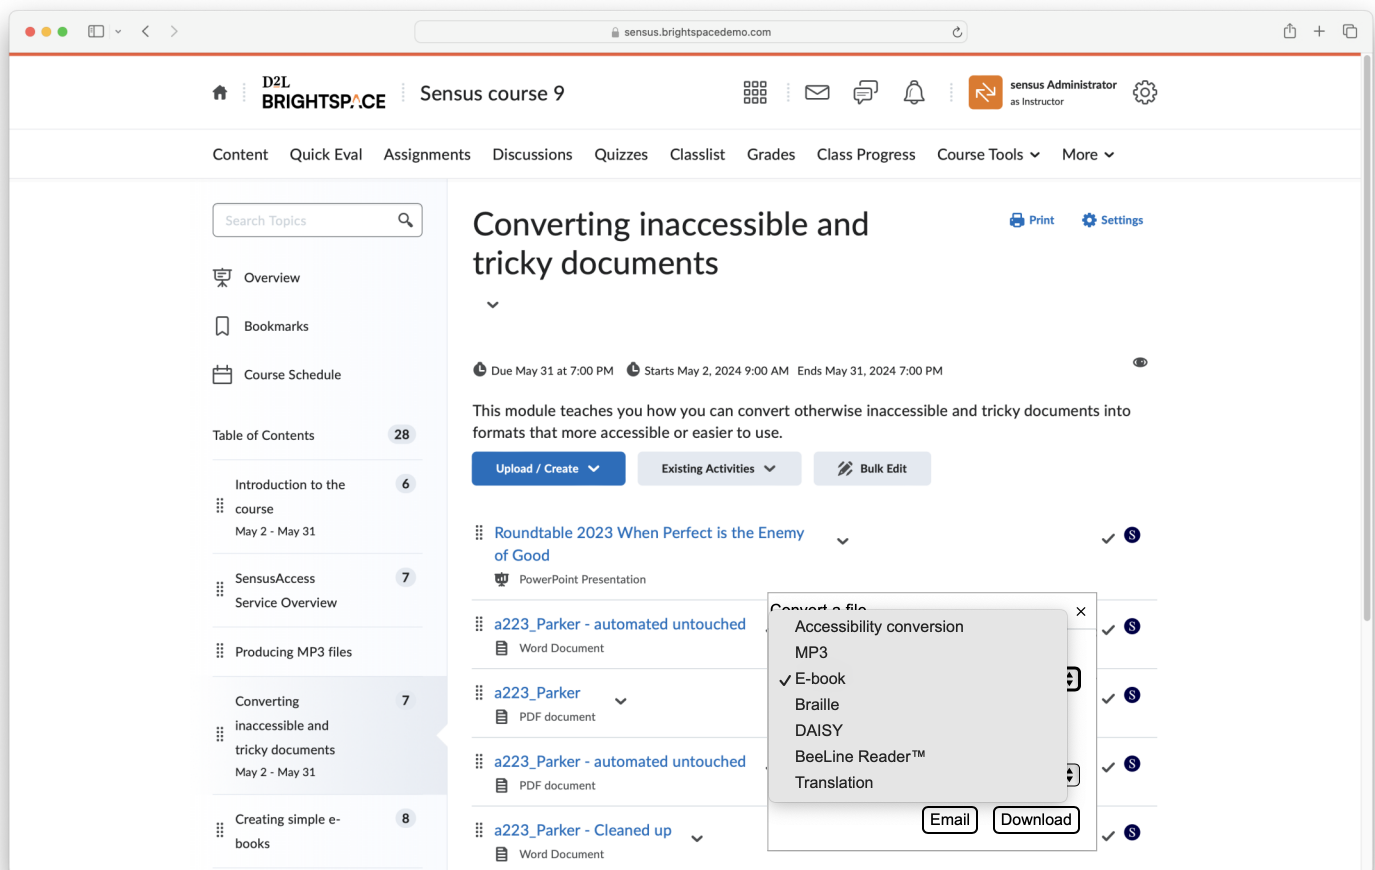 sensus.brightspacedemo.com
D2L
BRIGHTSPACE
Sensus course 9
sensus Administrator
as Instructor
Content Quick Eval Assignments Discussions Quizzes Classlist Grades Class Progress Course Tools More
Search Topics
Overview
Bookmarks
Course Schedule
Table of Contents 28
Introduction to the 6
course
May 2 - May 31
SensusAccess 7
Service Overview
Producing MP3 files
Converting 7
inaccessible and
tricky documents
May 2 - May 31
Creating simple e- 8
books
Converting inaccessible and
tricky documents
Print Settings
Due May 31 at 7:00 PM Starts May 2, 2024 9:00 AM Ends May 31, 2024 7:00 PM
This module teaches you how you can convert otherwise inaccessible and tricky documents into
formats that more accessible or easier to use.
Upload / Create Existing Activities Bulk Edit
Roundtable 2023 When Perfect is the Enemy
of Good
PowerPoint Presentation
S
a223_Parker - automated untouched
Word Document
S
a223_Parker
PDF document
S
a223_Parker - automated untouched
PDF document
S
a223_Parker - Cleaned up
Word Document
S
Convert a file
Accessibility conversion
MP3
E-book
Braille
DAISY
BeeLine Reader™
Translation
Email Download